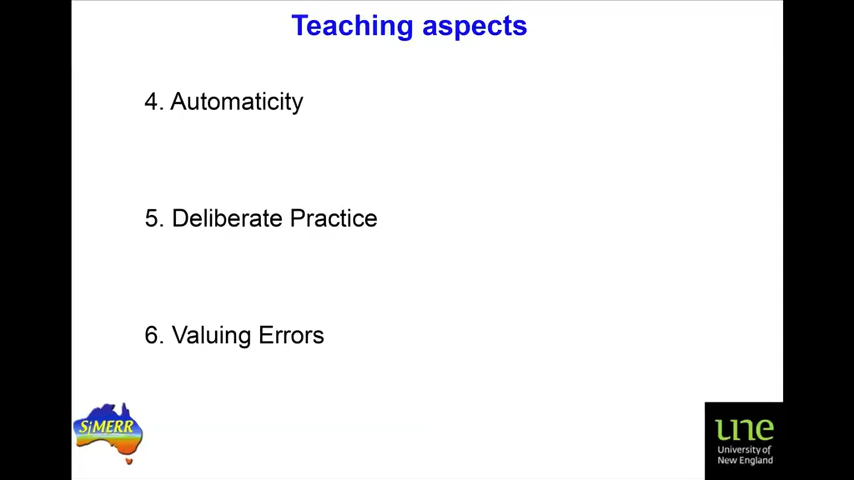 Teaching aspects
4. Automaticity
5. Deliberate Practice
6. Valuing Errors
SiMERR
une
University of
New England